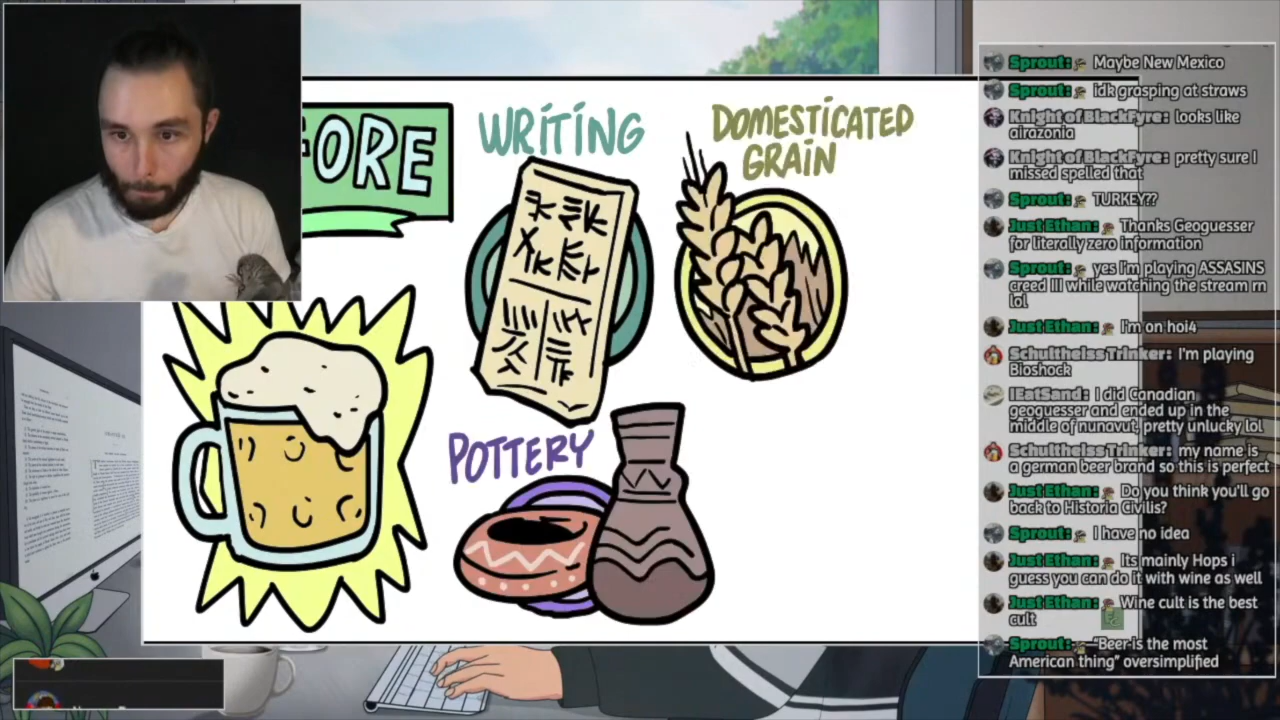 FORE
WRITING
DOMESTICATED
GRAIN
POTTERY
Sprout: Maybe New Mexico
Sprout: idk grasping at straws
Knight of BlackFyre: looks like
airazonia
Knight of BlackFyre: pretty sure I
missed spelled that
Sprout: TURKEY??
Just Ethan: Thanks Geoguesser
for literally zero information
Sprout: yes I'm playing ASSASINS
creed III while watching the stream rn
lol
Just Ethan: I'm on hoi4
Schultheiss Trinker: I'm playing
Bioshock
IEatSand: I did Canadian
geoguesser and ended up in the
middle of nunavut, pretty unlucky lol
Schultheiss Trinker: my name is
a german beer brand so this is perfect
Just Ethan: Do you think you'll go
back to Historia Civilis?
Sprout: I have no idea
Just Ethan: Its mainly Hops i
guess you can do it with wine as well
Just Ethan: Wine cult is the best
cult
Sprout: "Beer is the most
American thing" oversimplified